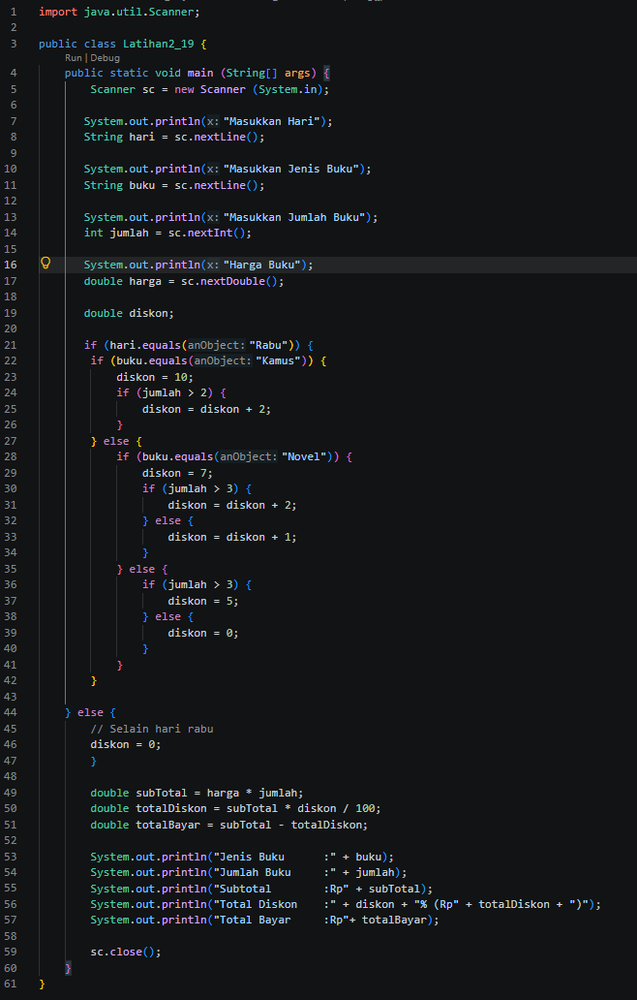 1 import java.util.Scanner;
2
3 public class Latihan2_19 {
Run | Debug
4 public static void main (String[] args) {
5 Scanner sc = new Scanner (System.in);
6
7 System.out.println(x: "Masukkan Hari");
8 String hari = sc.nextLine();
9
10 System.out.println(x: "Masukkan Jenis Buku");
11 String buku = sc.nextLine();
12
13 System.out.println(x: "Masukkan Jumlah Buku");
14 int jumlah = sc.nextInt();
15
16 System.out.println(x: "Harga Buku");
17 double harga = sc.nextDouble();
18
19 double diskon;
20
21 if (hari.equals(anObject: "Rabu")) {
22 if (buku.equals(anObject: "Kamus")) {
23 diskon = 10;
24 if (jumlah > 2) {
25 diskon = diskon + 2;
26 }
27 } else {
28 if (buku.equals(anObject: "Novel")) {
29 diskon = 7;
30 if (jumlah > 3) {
31 diskon = diskon + 2;
32 } else {
33 diskon = diskon + 1;
34 }
35 } else {
36 if (jumlah > 3) {
37 diskon = 5;
38 } else {
39 diskon = 0;
40 }
41 }
42 }
43
44 } else {
45 // Selain hari rabu
46 diskon = 0;
47 }
48
49 double subTotal = harga * jumlah;
50 double totalDiskon = subTotal * diskon / 100;
51 double totalBayar = subTotal - totalDiskon;
52
53 System.out.println("Jenis Buku      :" + buku);
54 System.out.println("Jumlah Buku     :" + jumlah);
55 System.out.println("Subtotal        :Rp" + subTotal);
56 System.out.println("Total Diskon    :" + diskon + "% (Rp" + totalDiskon + ")");
57 System.out.println("Total Bayar     :Rp"+ totalBayar);
58
59 sc.close();
60 }
61 }